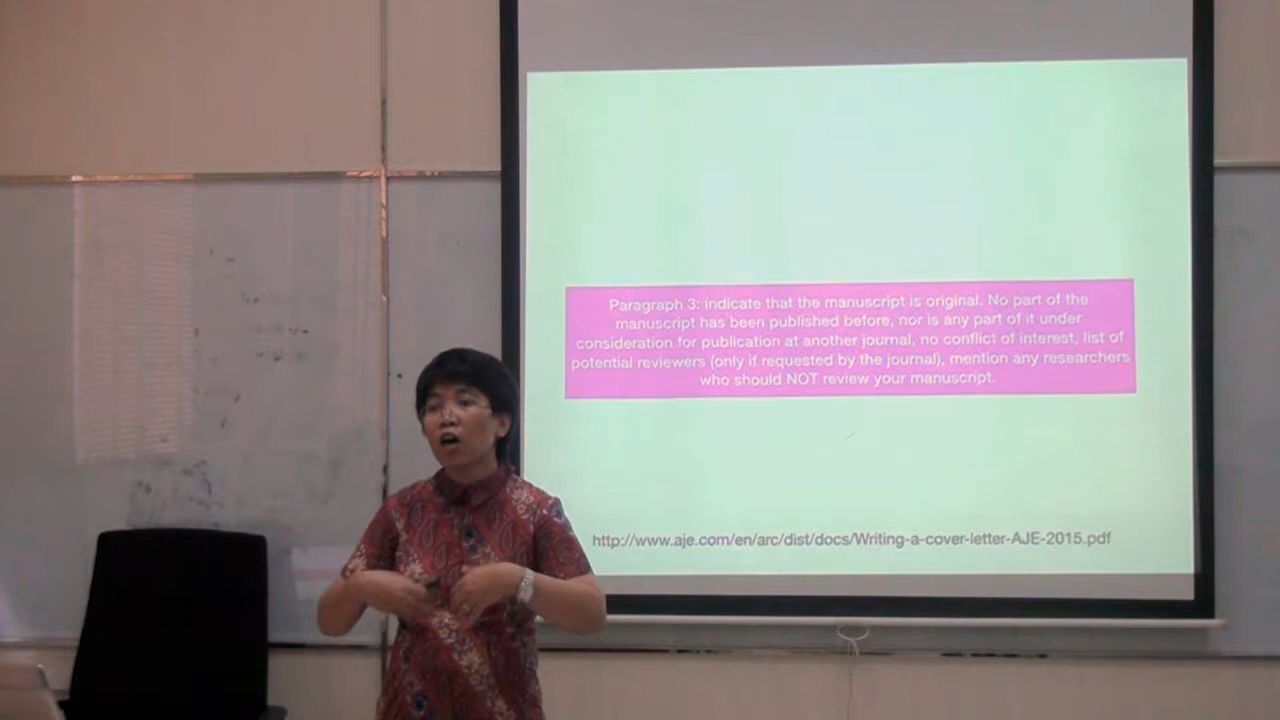 Paragraph 3: indicate that the manuscript is original. No part of the
manuscript has been published before, nor is any part of it under
consideration for publication at another journal, no conflict of interest, list of
potential reviewers (only if requested by the journal), mention any researchers
who should NOT review your manuscript.
http://www.aje.com/en/arc/dist/docs/Writing-a-cover-letter-AJE-2015.pdf